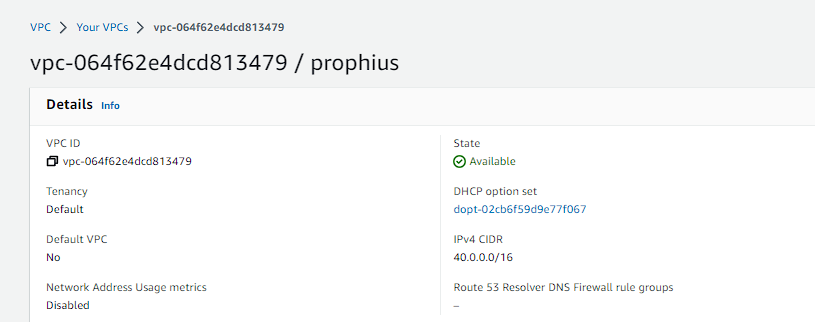 VPC > Your VPCs > vpc-064f62e4dcd813479
vpc-064f62e4dcd813479 / prophius
Details Info
VPC ID
vpc-064f62e4dcd813479
State
Available
Tenancy
Default
DHCP option set
dopt-02cb6f59d9e77f067
Default VPC
No
IPv4 CIDR
40.0.0.0/16
Network Address Usage metrics
Disabled
Route 53 Resolver DNS Firewall rule groups
–